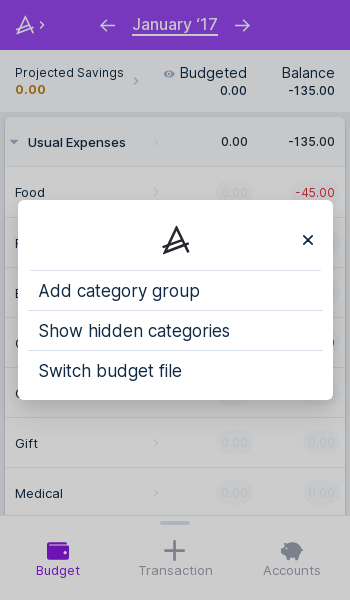 January ‘17
Projected Savings
0.00
Budgeted
0.00
Balance
-135.00
Usual Expenses
0.00
-135.00
Food
0.00
-45.00
Add category group
Show hidden categories
Switch budget file
Gift
0.00
0.00
Medical
0.00
0.00
Budget
Transaction
Accounts